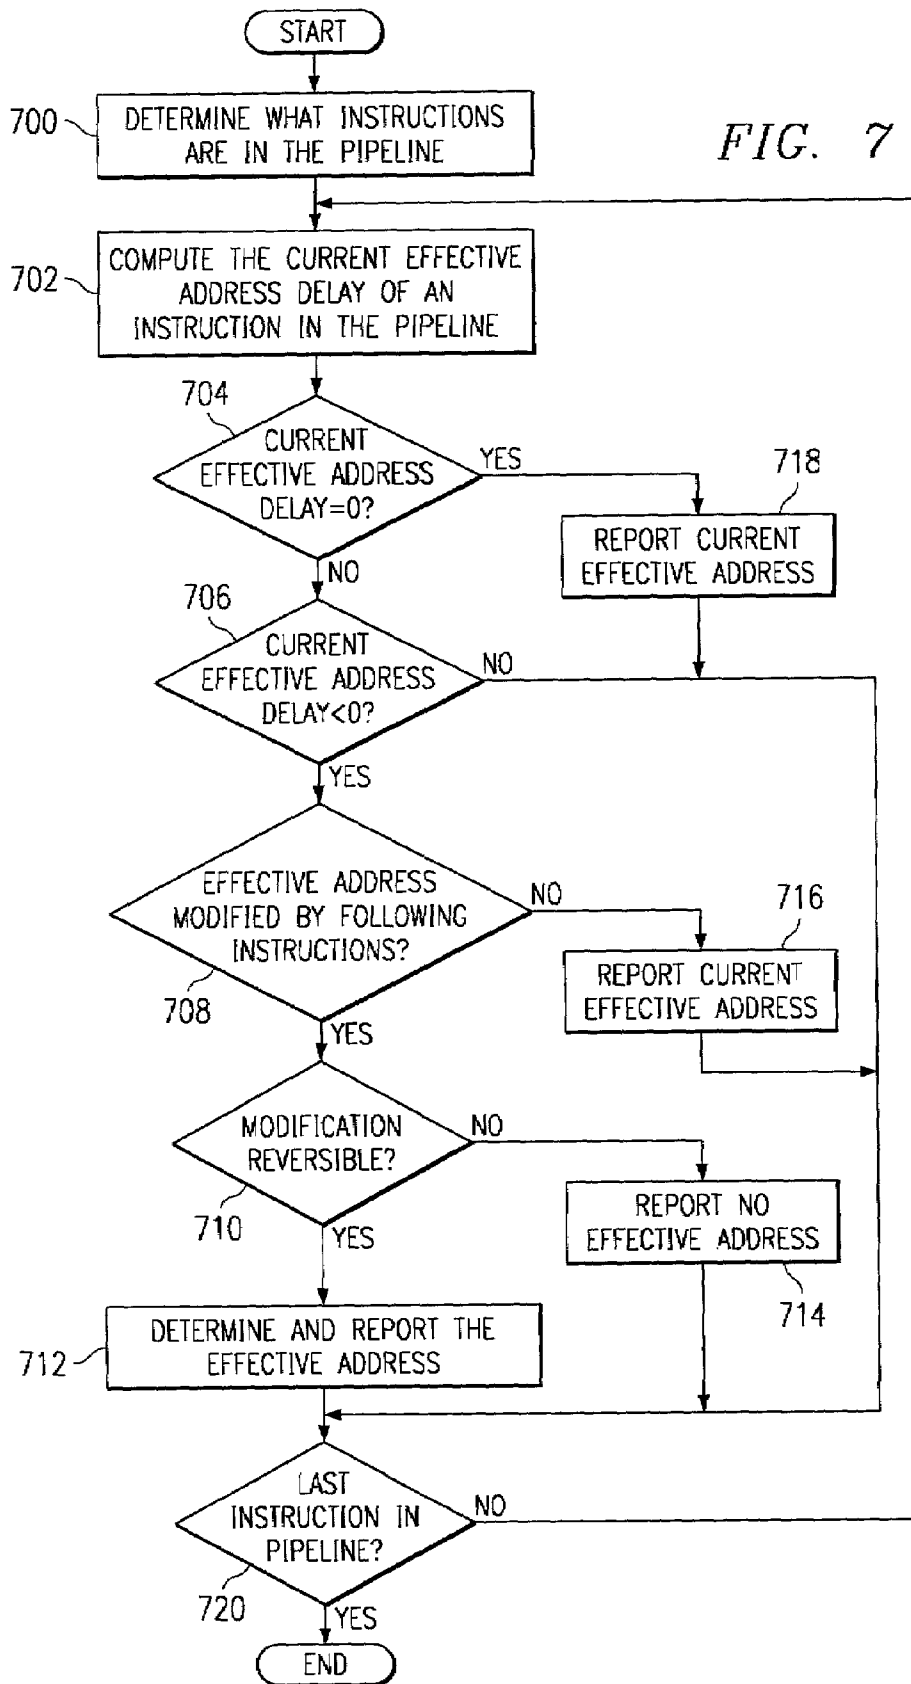 START
700
DETERMINE WHAT INSTRUCTIONS
ARE IN THE PIPELINE
FIG. 7
702
COMPUTE THE CURRENT EFFECTIVE
ADDRESS DELAY OF AN
INSTRUCTION IN THE PIPELINE
704
CURRENT
EFFECTIVE ADDRESS
DELAY=0?
YES
718
REPORT CURRENT
EFFECTIVE ADDRESS
NO
706
CURRENT
EFFECTIVE ADDRESS
DELAY<0?
NO
YES
EFFECTIVE ADDRESS
MODIFIED BY FOLLOWING
INSTRUCTIONS?
NO
716
REPORT CURRENT
EFFECTIVE ADDRESS
708
YES
MODIFICATION
REVERSIBLE?
NO
REPORT NO
EFFECTIVE ADDRESS
710
YES
714
712
DETERMINE AND REPORT THE
EFFECTIVE ADDRESS
LAST
INSTRUCTION IN
PIPELINE?
NO
720
YES
END